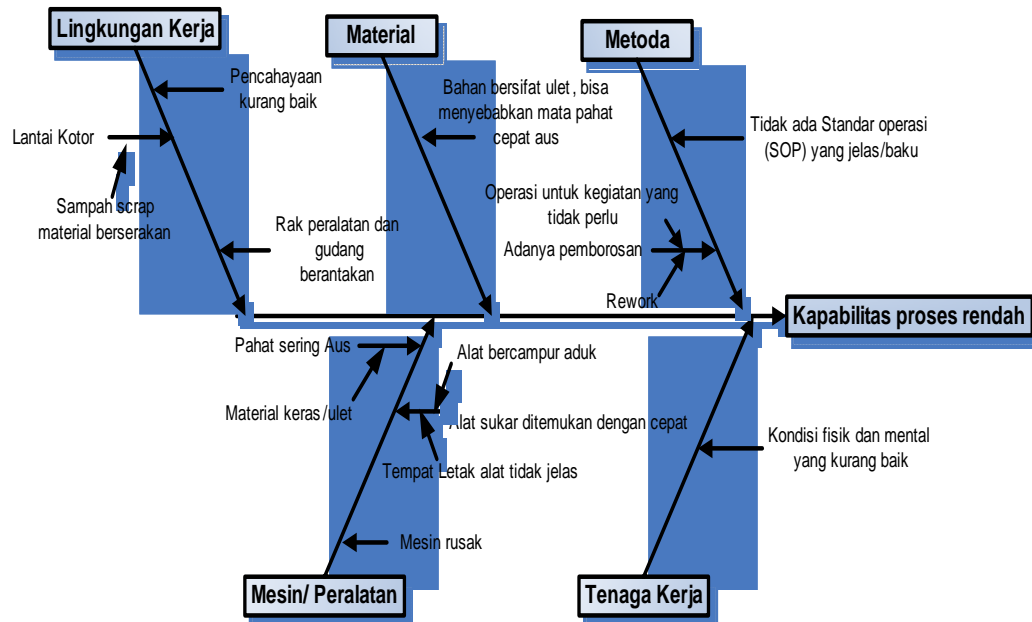 Lingkungan Kerja
Material
Metoda
Pencahayaan
kurang baik
Lantai Kotor
Sampah scrap
material berserakan
Rak peralatan dan
gudang
berantakan
Bahan bersifat ulet, bisa
menyebabkan mata pahat
cepat aus
Tidak ada Standar operasi
(SOP) yang jelas/baku
Operasi untuk kegiatan yang
tidak perlu
Adanya pemborosan
Rework
Kapabilitas proses rendah
Pahat sering Aus
Material keras/ulet
Alat bercampur aduk
Alat sukar ditemukan dengan cepat
Tempat Letak alat tidak jelas
Mesin rusak
Kondisi fisik dan mental
yang kurang baik
Mesin/ Peralatan
Tenaga Kerja